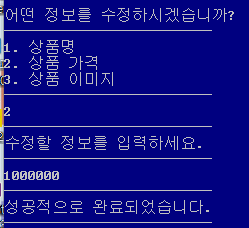 어떤 정보를 수정하시겠습니까?
1. 상품명
2. 상품 가격
3. 상품 이미지
2
수정할 정보를 입력하세요.
1000000
성공적으로 완료되었습니다.